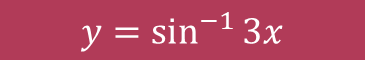 y = sin⁻¹ 3x